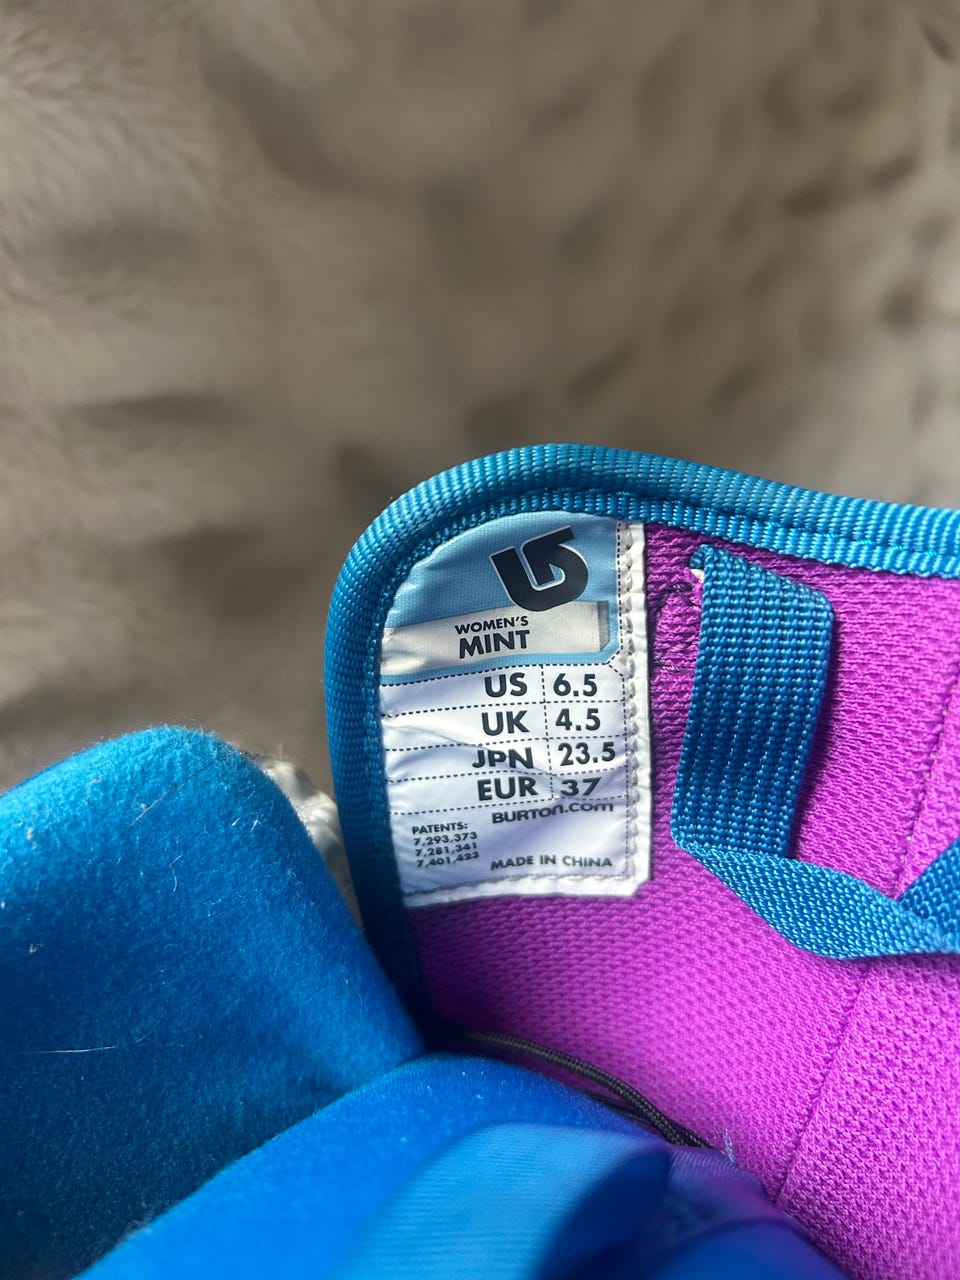 WOMEN'S
MINT
US 6.5
UK 4.5
JPN 23.5
EUR 37
BURTON.COM
PATENTS:
7,293,373
7,281,341
7,401,423
MADE IN CHINA